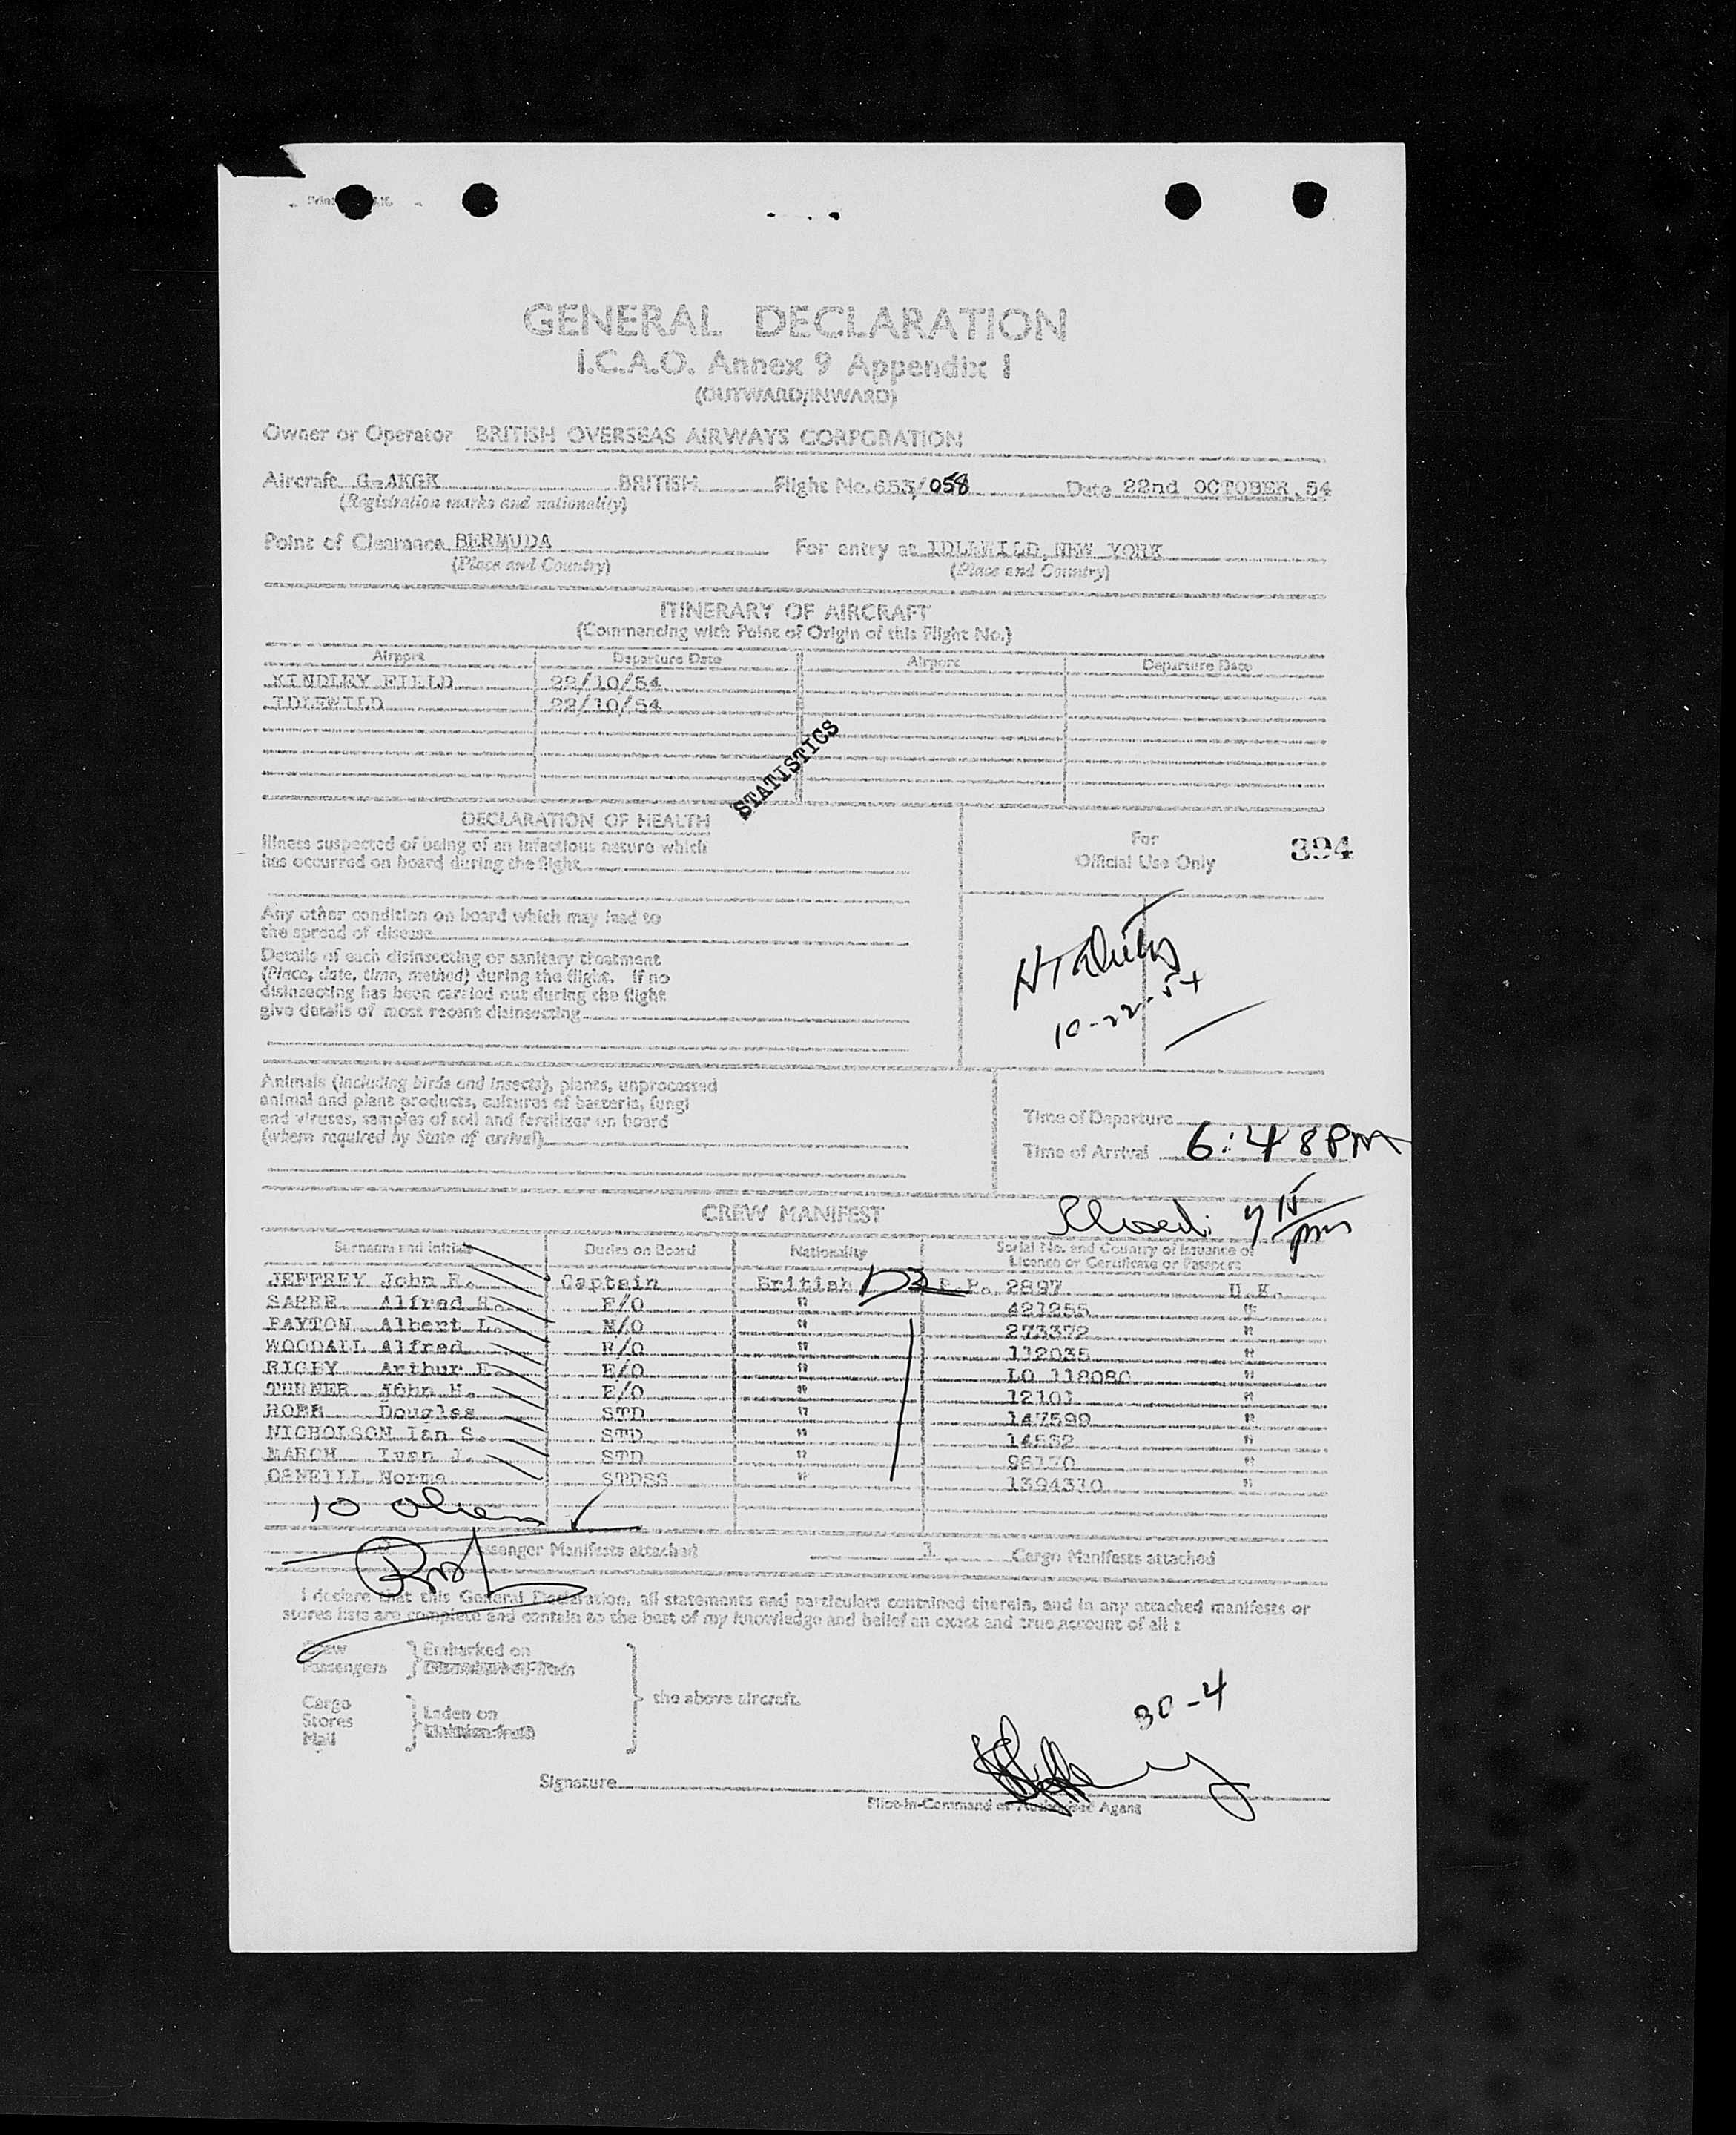 GENERAL DECLARATION
I.C.A.O. Annex 9 Appendix 1
(OUTWARD/INWARD)
Owner or Operator BRITISH OVERSEAS AIRWAYS CORPORATION
Aircraft G-AKGK BRITISH Flight No. 653/058 Date 22nd OCTOBER 54
(Registration marks and nationality)
Point of Clearance BERMUDA For entry at IDLEWILD, NEW YORK
(Place and Country) (Place and Country)
ITINERARY OF AIRCRAFT
(Commencing with Point of Origin of this Flight No.)
Airport Departure Date Airport Departure Date
KINDLEY FIELD 22/10/54
IDLEWILD 22/10/54
STATISTICS
DECLARATION OF HEALTH
Illness suspected of being of an infectious nature which
has occurred on board during the flight
Any other condition on board which may lead to
the spread of disease
Details of each disinsecting or sanitary treatment
(Place, date, time, method) during the flight. If no
disinsecting has been carried out during the flight
give details of most recent disinsecting
For
Official Use Only
394
10-22-54
Animals (including birds and insects), plants, unprocessed
animal and plant products, cultures of bacteria, fungi
and viruses, samples of soil and fertilizer on board
(where required by State of arrival)
Time of Departure
Time of Arrival 6:48 PM
Closed: 7 15 pm
CREW MANIFEST
Surname and Initials Duties on Board Nationality Serial No. and Country of Issuance of
Licence or Certificate or Passport
JEFFREY John R. Captain British P.P. 2897 U.K.
Alfred H. F/O " 421255 "
PAYTON Albert L. N/O " 273372 "
WOODALL Alfred R/O " 112035 "
RIGBY Arthur E. E/O " LO 118080 "
TURNER John H. E/O " 12101 "
Douglas STD " 147599 "
NICHOLSON Ian S. STD " 14532 "
MARCH Ivan J. STD " 98170 "
Norma STDSS " 1394310 "
10
Passenger Manifests attached 3 Cargo Manifests attached
I declare that this General Declaration, all statements and particulars contained therein, and in any attached manifests or
stores lists are complete and contain to the best of my knowledge and belief an exact and true account of all :
Crew
Passengers
Embarked on
Cargo
Stores
Mail
Laden on
the above aircraft.
30-4
Signature
Pilot-in-Command or Authorised Agent